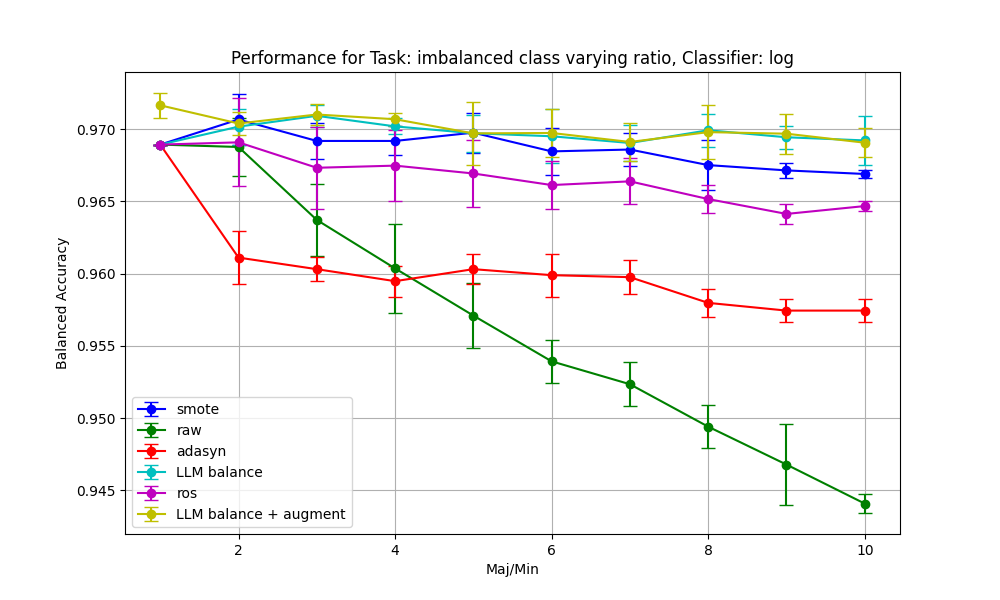 Performance for Task: imbalanced class varying ratio, Classifier: log
Balanced Accuracy
0.970
0.965
0.960
0.955
0.950
0.945
smote
raw
adasyn
LLM balance
ros
LLM balance + augment
2
4
6
8
10
Maj/Min